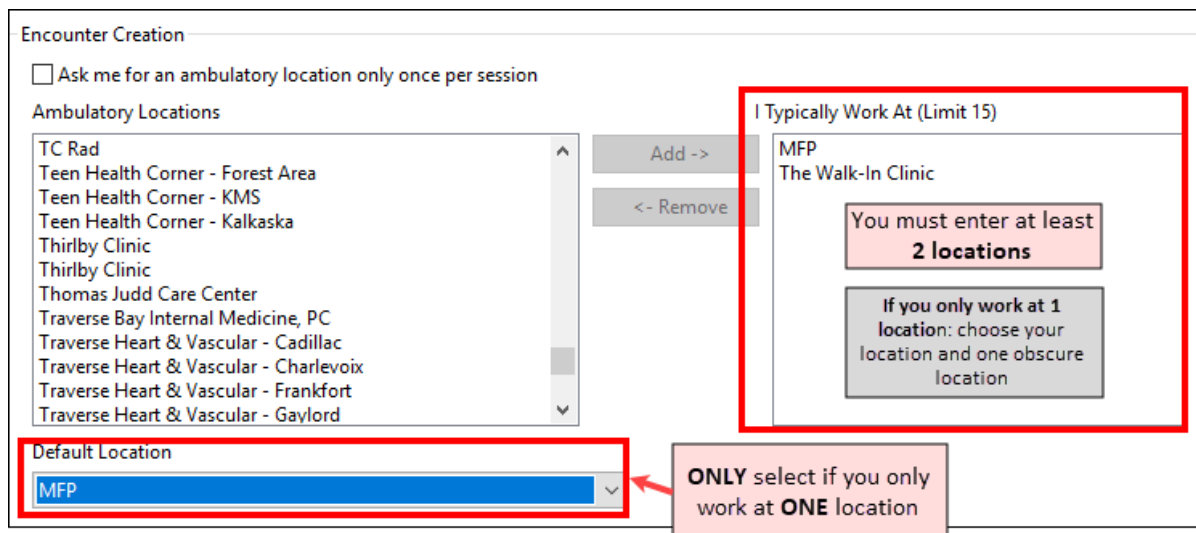 Encounter Creation
Ask me for an ambulatory location only once per session
Ambulatory Locations
TC Rad
Teen Health Corner - Forest Area
Teen Health Corner - KMS
Teen Health Corner - Kalkaska
Thirlby Clinic
Thirlby Clinic
Thomas Judd Care Center
Traverse Bay Internal Medicine, PC
Traverse Heart & Vascular - Cadillac
Traverse Heart & Vascular - Charlevoix
Traverse Heart & Vascular - Frankfort
Traverse Heart & Vascular - Gaylord
Add ->
<- Remove
I Typically Work At (Limit 15)
MFP
The Walk-In Clinic
You must enter at least
2 locations
If you only work at 1
location: choose your
location and one obscure
location
Default Location
MFP
ONLY select if you only
work at ONE location